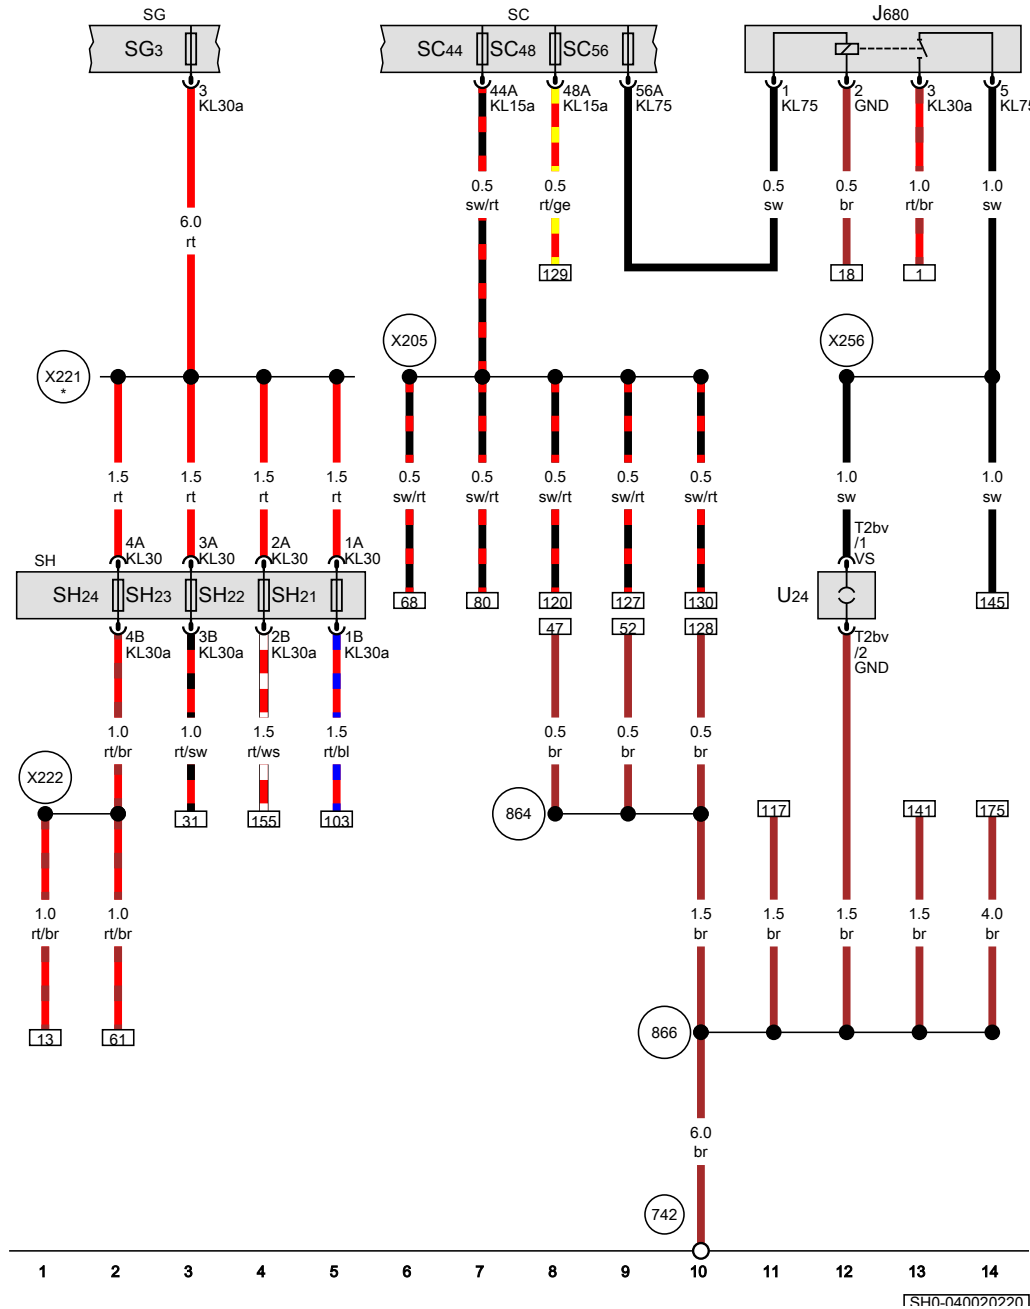 SG
SC
J680
SG3
SC44
SC48
SC56
3
KL30a
44A
KL15a
48A
KL15a
56A
KL75
1
KL75
2
GND
3
KL30a
5
KL75
0.5
sw/rt
0.5
rt/ge
0.5
sw
0.5
br
1.0
rt/br
1.0
sw
6.0
rt
129
18
1
X205
X256
X221
*
1.5
rt
1.5
rt
1.5
rt
1.5
rt
0.5
sw/rt
0.5
sw/rt
0.5
sw/rt
0.5
sw/rt
0.5
sw/rt
1.0
sw
1.0
sw
SH
4A
KL30
3A
KL30
2A
KL30
1A
KL30
T2bv
/1
VS
SH24
SH23
SH22
SH21
U24
68
80
120
127
130
145
47
52
128
4B
KL30a
3B
KL30a
2B
KL30a
1B
KL30a
T2bv
/2
GND
1.0
rt/br
1.0
rt/sw
1.5
rt/ws
1.5
rt/bl
0.5
br
0.5
br
0.5
br
X222
31
155
103
864
117
141
175
1.0
rt/br
1.0
rt/br
1.5
br
1.5
br
1.5
br
1.5
br
4.0
br
13
61
866
6.0
br
742
1 2 3 4 5 6 7 8 9 10 11 12 13 14
SH0-040020220